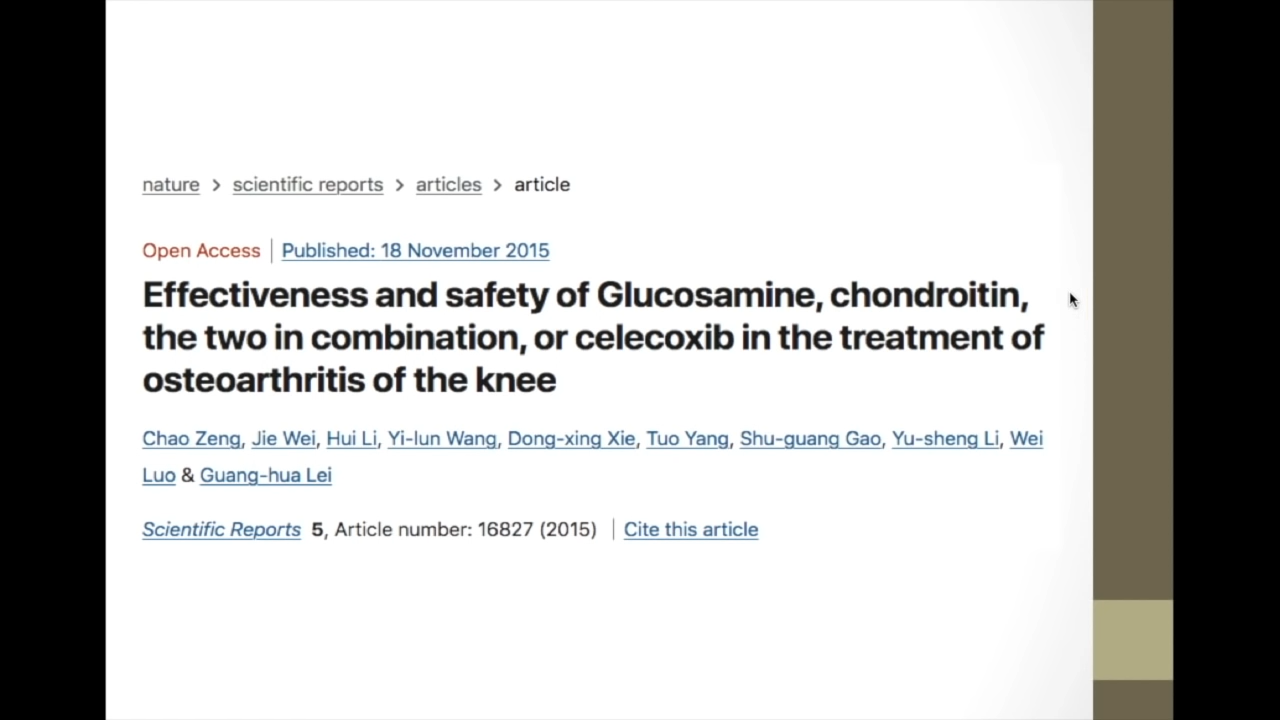 nature > scientific reports > articles > article
Open Access | Published: 18 November 2015
Effectiveness and safety of Glucosamine, chondroitin,
the two in combination, or celecoxib in the treatment of
osteoarthritis of the knee
Chao Zeng, Jie Wei, Hui Li, Yi-lun Wang, Dong-xing Xie, Tuo Yang, Shu-guang Gao, Yu-sheng Li, Wei
Luo & Guang-hua Lei
Scientific Reports 5, Article number: 16827 (2015) | Cite this article